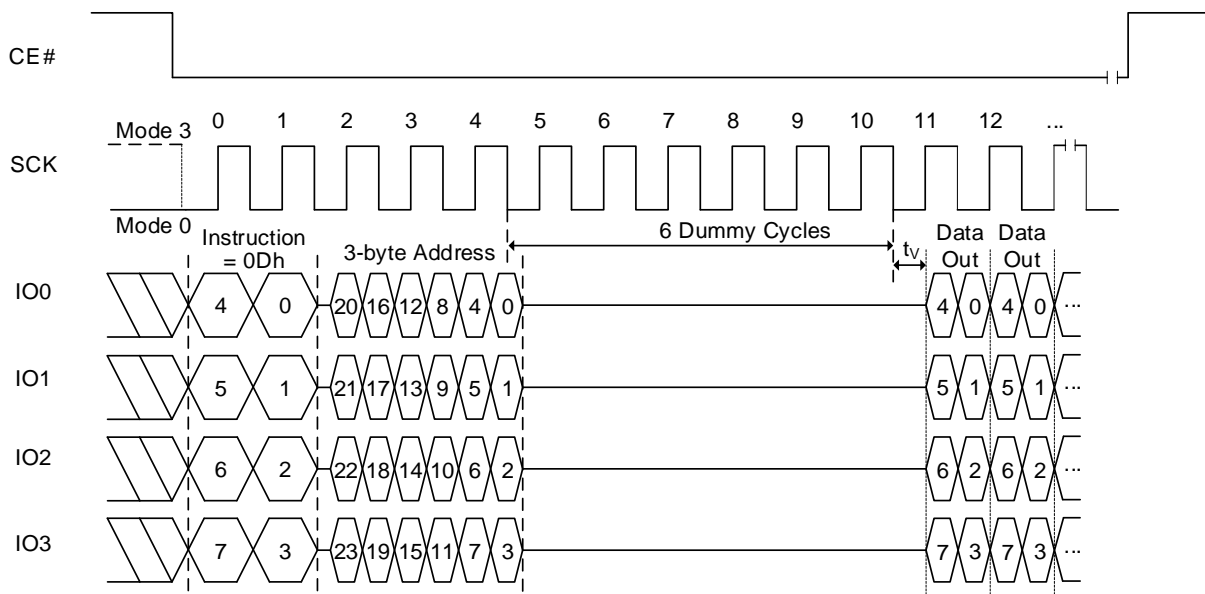 CE#
0 1 2 3 4 5 6 7 8 9 10 11 12 ...
Mode 3
SCK
Mode 0
Instruction
= 0Dh
3-byte Address
6 Dummy Cycles
tV
Data
Out
Data
Out
IO0
4 0 20 16 12 8 4 0 4 0 4 0 ...
IO1
5 1 21 17 13 9 5 1 5 1 5 1 ...
IO2
6 2 22 18 14 10 6 2 6 2 6 2 ...
IO3
7 3 23 19 15 11 7 3 7 3 7 3 ...